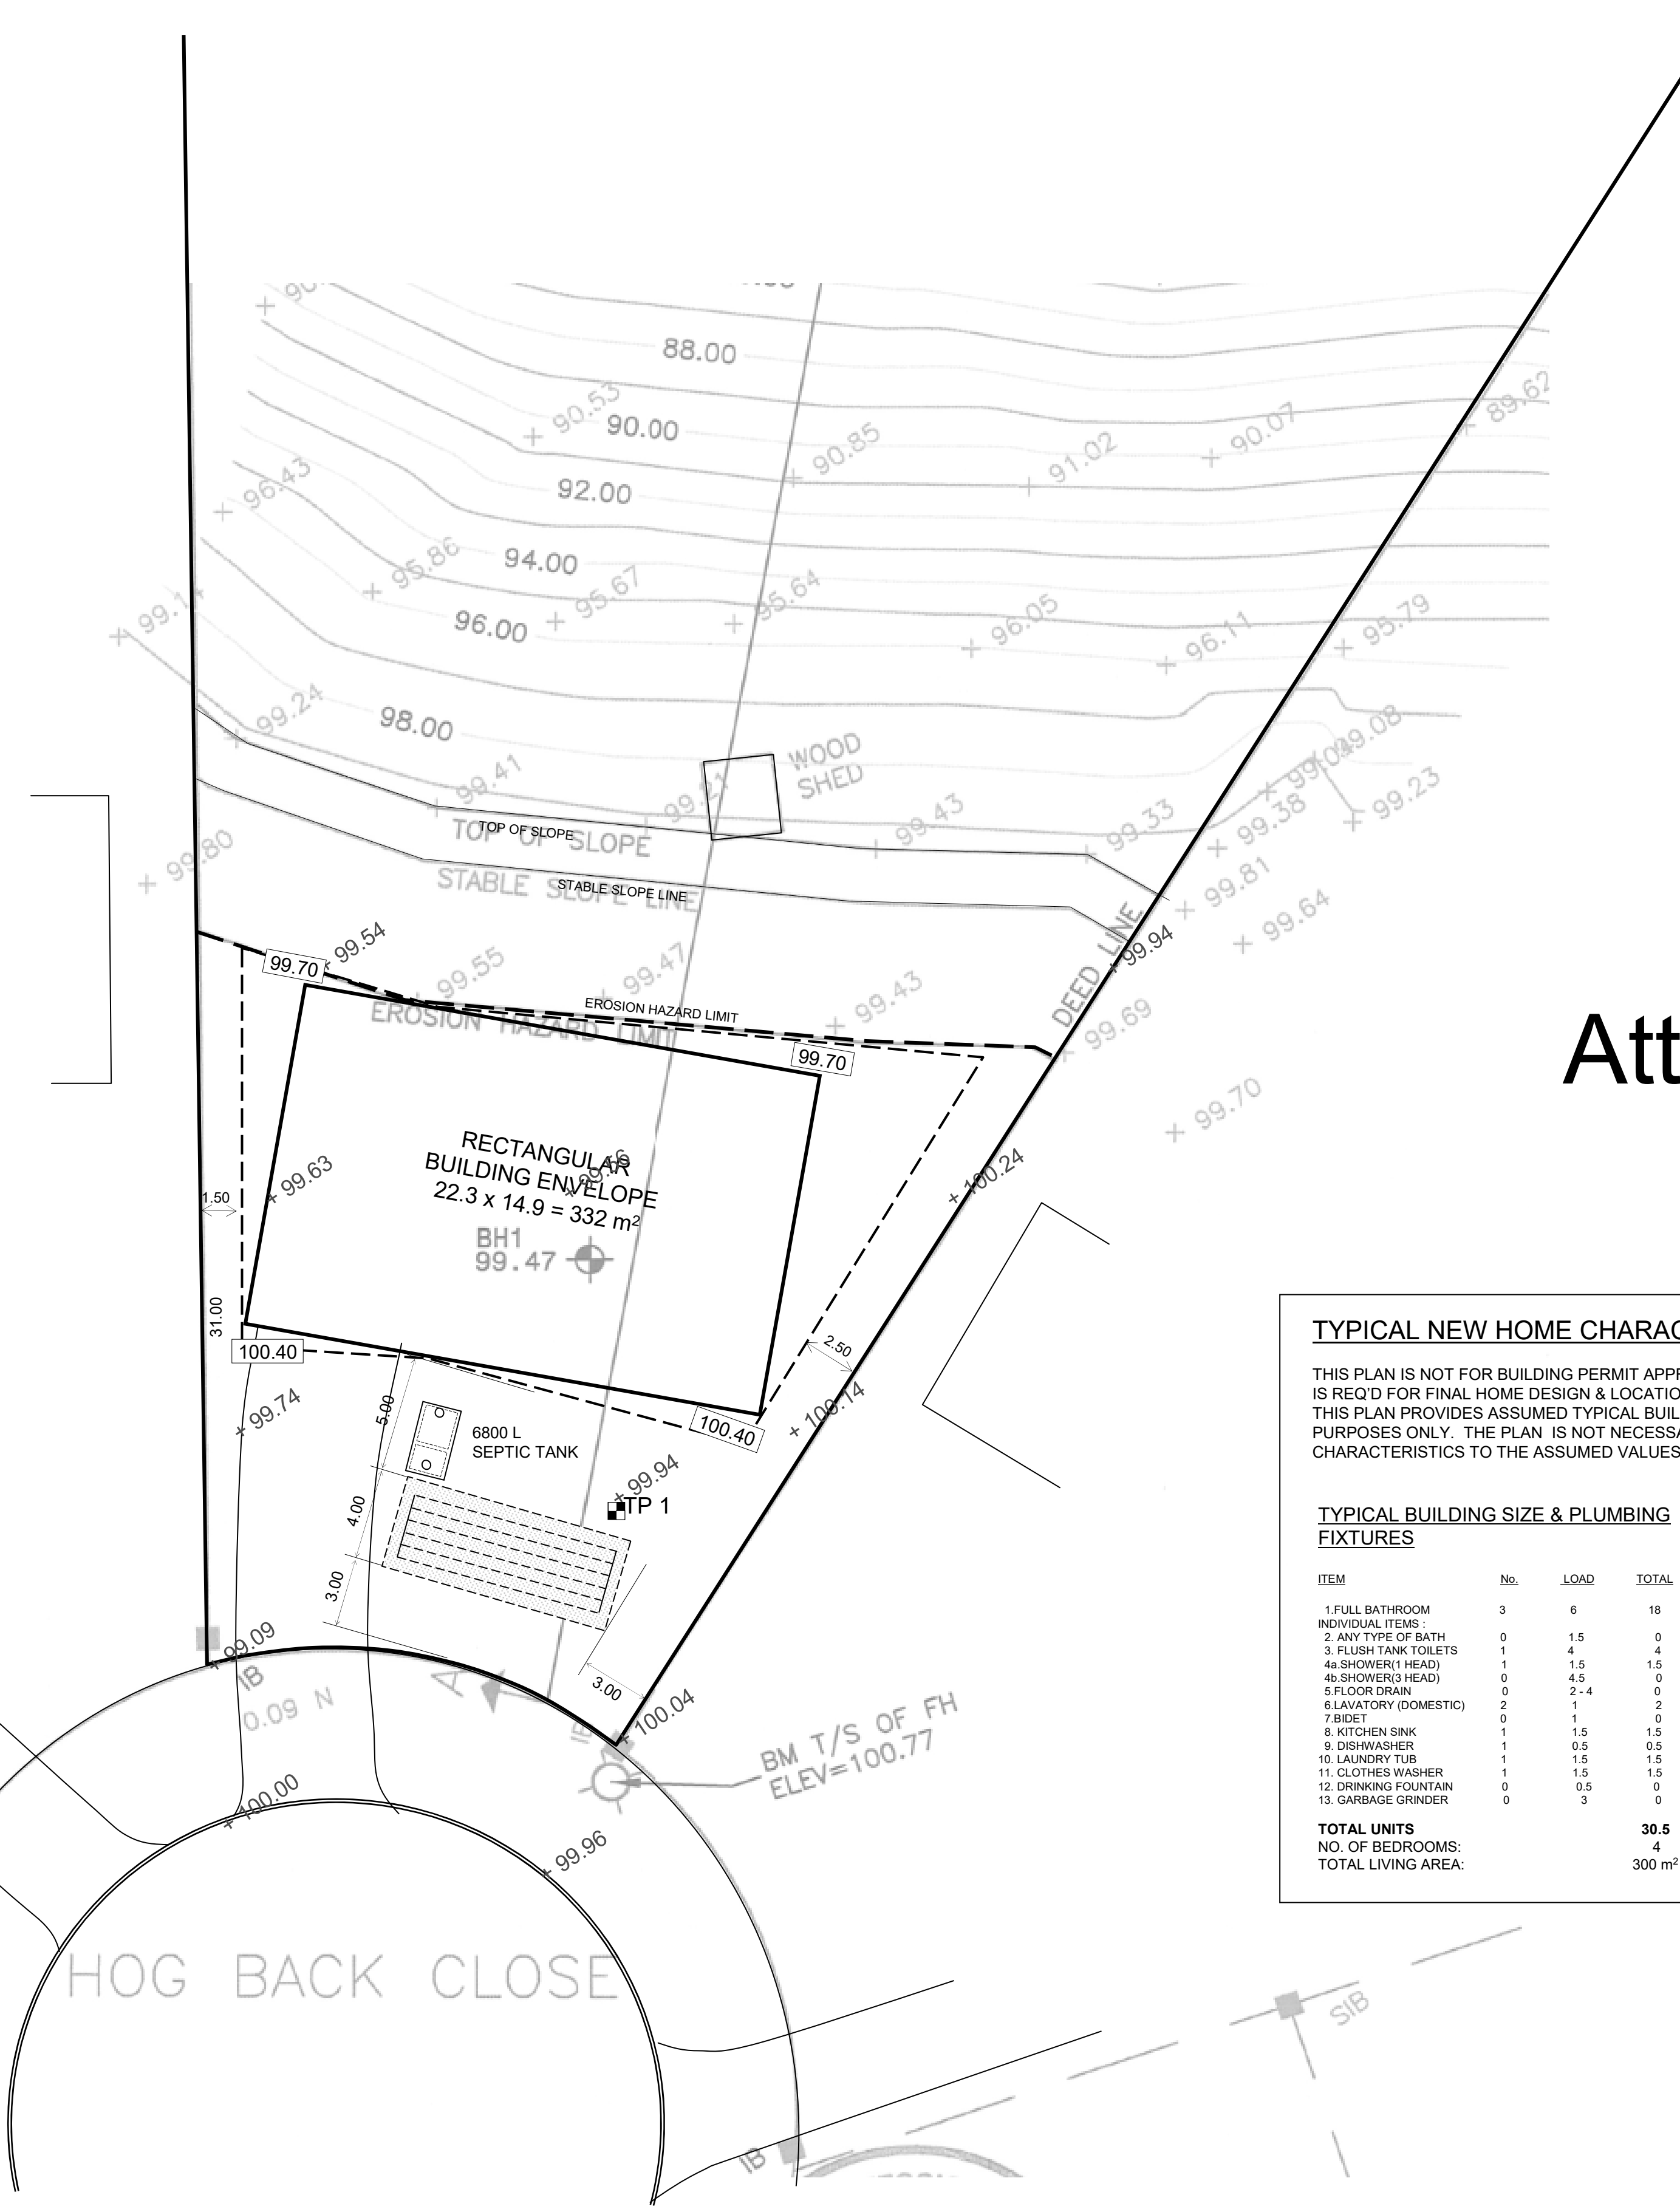 88.00
90.53
90.00
90.85
91.02
90.07
89.62
96.43
92.00
95.86
94.00
95.67
95.64
96.00
96.05
96.11
95.79
99.24
98.00
WOOD
SHED
99.08
99.41
99.43
99.33
99.38
99.23
TOP OF SLOPE
TOP OF SLOPE
99.80
STABLE SLOPE LINE
STABLE SLOPE LINE
99.81
99.64
DEED LINE
99.94
99.54
99.70
99.55
99.47
99.43
EROSION HAZARD LIMIT
EROSION HAZARD LIMIT
99.69
99.70
99.70
Att
RECTANGULAR
BUILDING ENVELOPE
22.3 x 14.9 = 332 m²
99.63
99.66
100.24
1.50
BH1
99.47
31.00
100.40
2.50
99.74
5.00
100.40
100.14
6800 L
SEPTIC TANK
99.94
TP 1
4.00
3.00
99.09
IB
0.09 N
A
3.00
IB
100.04
BM T/S OF FH
ELEV=100.77
100.00
99.96
HOG BACK CLOSE
SIB
IB
TYPICAL NEW HOME CHARAC
THIS PLAN IS NOT FOR BUILDING PERMIT APP
IS REQ'D FOR FINAL HOME DESIGN & LOCATIO
THIS PLAN PROVIDES ASSUMED TYPICAL BUIL
PURPOSES ONLY. THE PLAN IS NOT NECESSA
CHARACTERISTICS TO THE ASSUMED VALUES
TYPICAL BUILDING SIZE & PLUMBING
FIXTURES
ITEM No. LOAD TOTAL
1.FULL BATHROOM 3 6 18
INDIVIDUAL ITEMS :
2. ANY TYPE OF BATH 0 1.5 0
3. FLUSH TANK TOILETS 1 4 4
4a.SHOWER(1 HEAD) 1 1.5 1.5
4b.SHOWER(3 HEAD) 0 4.5 0
5.FLOOR DRAIN 0 2 - 4 0
6.LAVATORY (DOMESTIC) 2 1 2
7.BIDET 0 1 0
8. KITCHEN SINK 1 1.5 1.5
9. DISHWASHER 1 0.5 0.5
10. LAUNDRY TUB 1 1.5 1.5
11. CLOTHES WASHER 1 1.5 1.5
12. DRINKING FOUNTAIN 0 0.5 0
13. GARBAGE GRINDER 0 3 0
TOTAL UNITS 30.5
NO. OF BEDROOMS: 4
TOTAL LIVING AREA: 300 m²